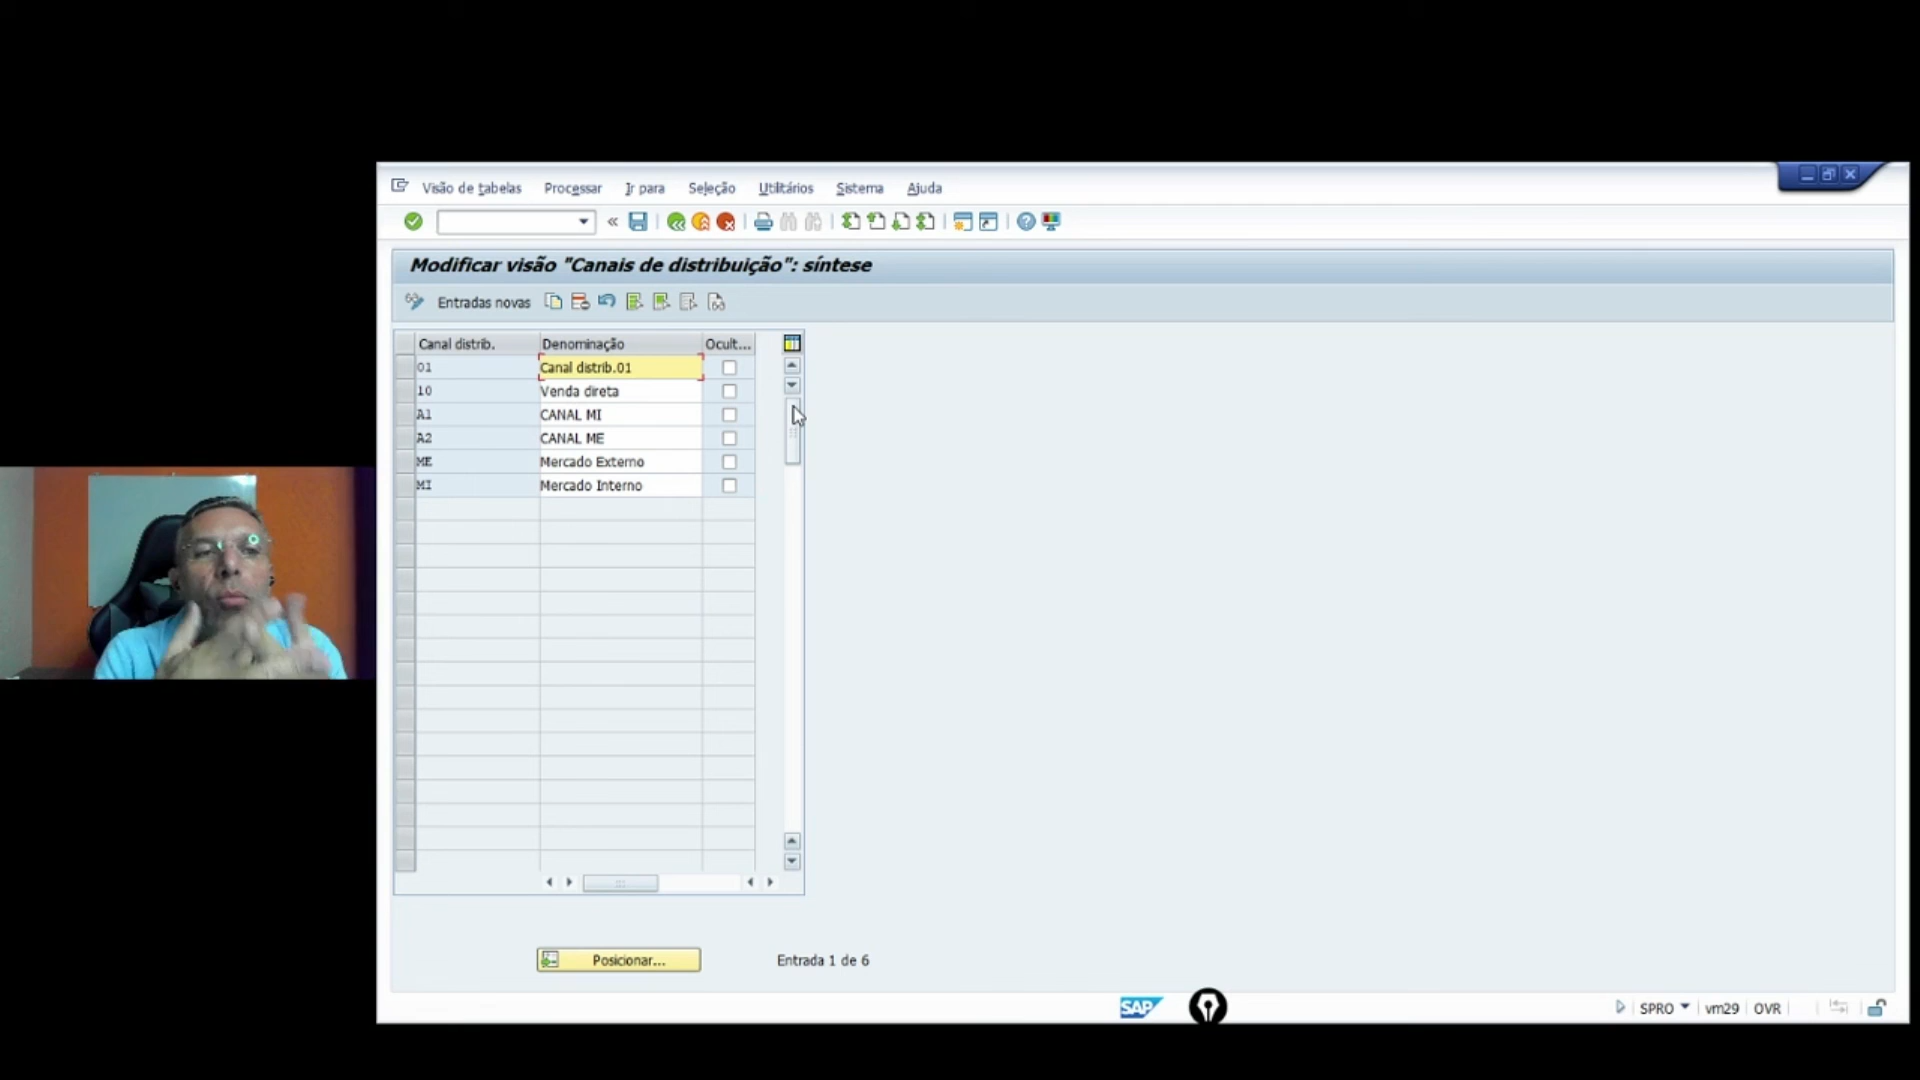 Visão de tabelas Processar Ir para Seleção Utilitários Sistema Ajuda
Modificar visão "Canais de distribuição": síntese
Entradas novas
Canal distrib. Denominação Ocult...
01 Canal distrib.01
10 Venda direta
A1 CANAL MI
A2 CANAL ME
ME Mercado Externo
MI Mercado Interno
Posicionar... Entrada 1 de 6
SAP SPRO vm29 OVR